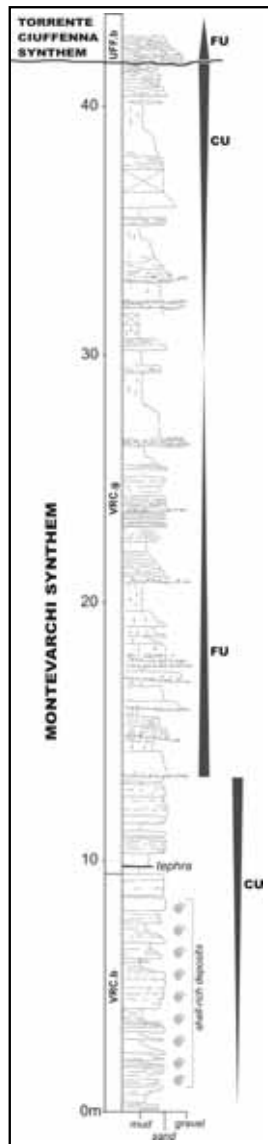 TORRENTE
CIUFFENNA
SYNTHEM
UFF.b
FU
40
CU
30
MONTEVARCHI SYNTHEM
VRC.g
20
FU
10
tephra
CU
VRC.b
shell-rich deposits
0m
mud
sand
gravel